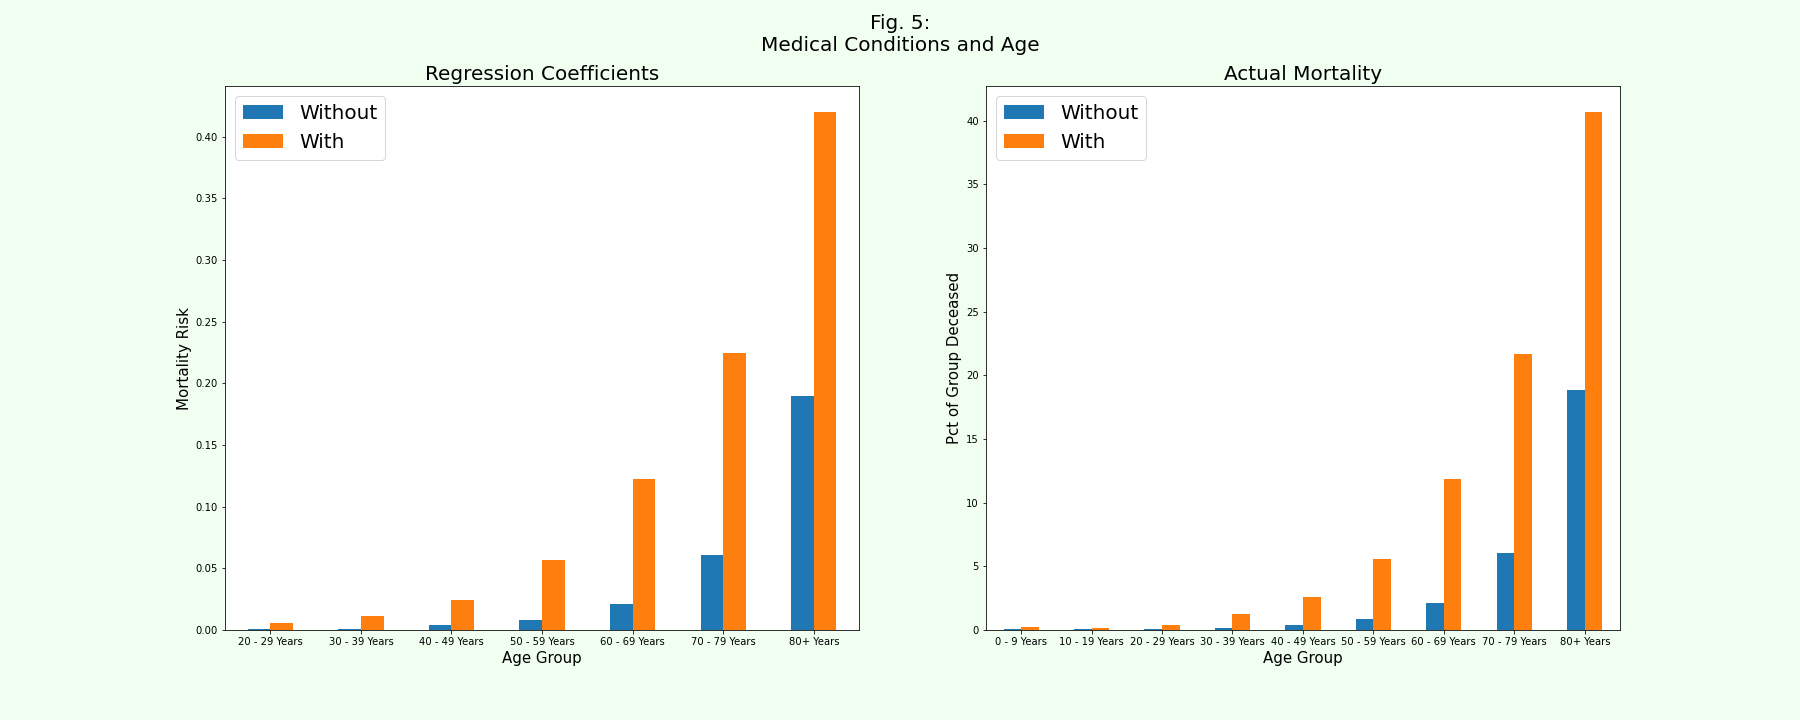 Fig. 5:
Medical Conditions and Age
Regression Coefficients
Without
With
Mortality Risk
0.40
0.35
0.30
0.25
0.20
0.15
0.10
0.05
0.00
20 - 29 Years 30 - 39 Years 40 - 49 Years 50 - 59 Years 60 - 69 Years 70 - 79 Years 80+ Years
Age Group
Actual Mortality
Without
With
Pct of Group Deceased
40
35
30
25
20
15
10
5
0
0 - 9 Years 10 - 19 Years 20 - 29 Years 30 - 39 Years 40 - 49 Years 50 - 59 Years 60 - 69 Years 70 - 79 Years 80+ Years
Age Group